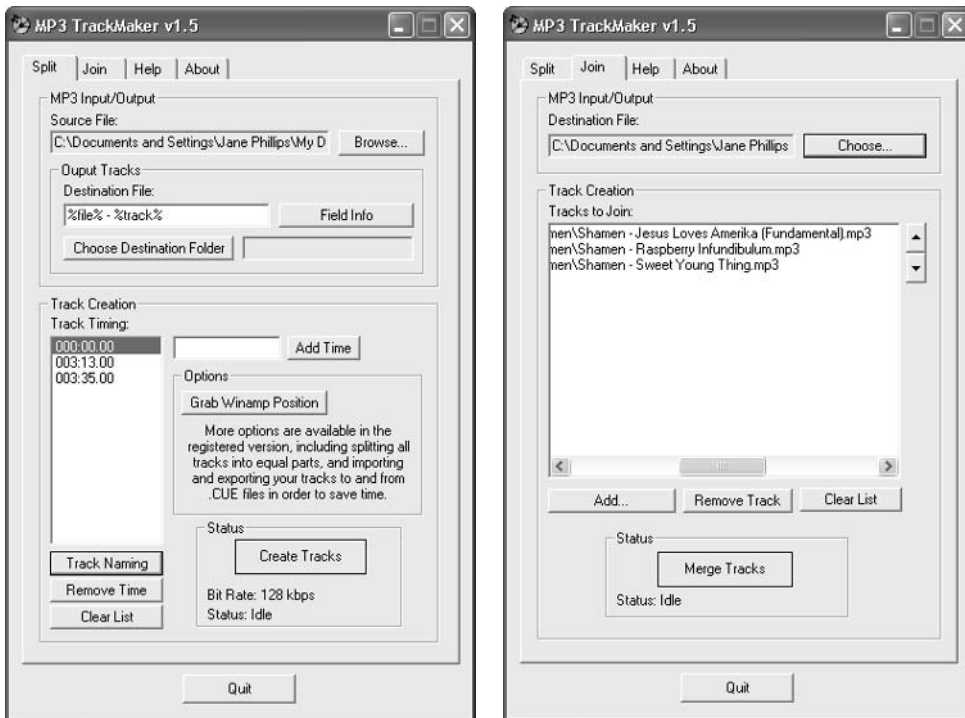 MP3 TrackMaker v1.5
Split Join Help About
MP3 Input/Output
Source File:
C:\Documents and Settings\Jane Phillips\My D Browse...
Ouput Tracks
Destination File:
%file% - %track% Field Info
Choose Destination Folder
Track Creation
Track Timing:
000:00.00
003:13.00
003:35.00
Add Time
Options
Grab Winamp Position
More options are available in the
registered version, including splitting all
tracks into equal parts, and importing
and exporting your tracks to and from
.CUE files in order to save time.
Track Naming
Remove Time
Clear List
Status
Create Tracks
Bit Rate: 128 kbps
Status: Idle
Quit
MP3 TrackMaker v1.5
Split Join Help About
MP3 Input/Output
Destination File:
C:\Documents and Settings\Jane Phillips Choose...
Track Creation
Tracks to Join:
men\Shamen - Jesus Loves Amerika (Fundamental).mp3
men\Shamen - Raspberry Infundibulum.mp3
men\Shamen - Sweet Young Thing.mp3
Add... Remove Track Clear List
Status
Merge Tracks
Status: Idle
Quit